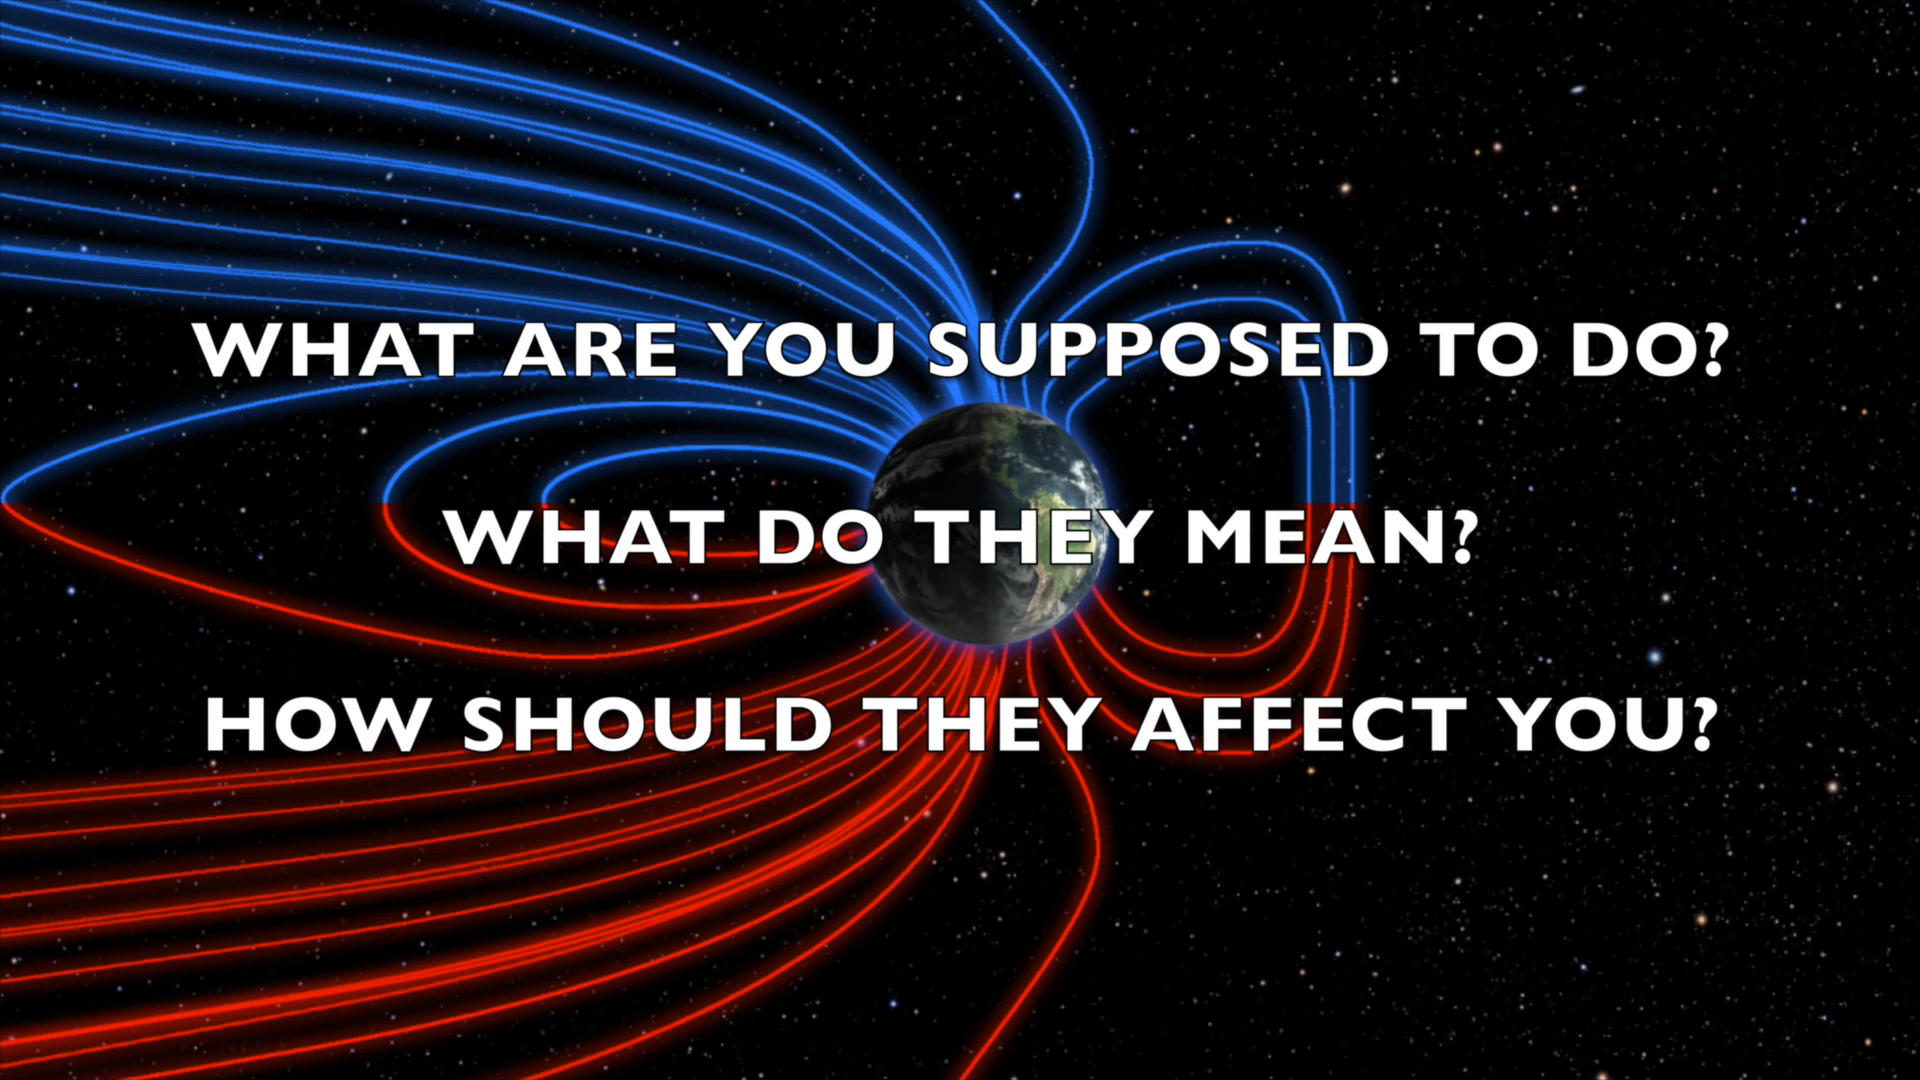 WHAT ARE YOU SUPPOSED TO DO?
WHAT DO THEY MEAN?
HOW SHOULD THEY AFFECT YOU?